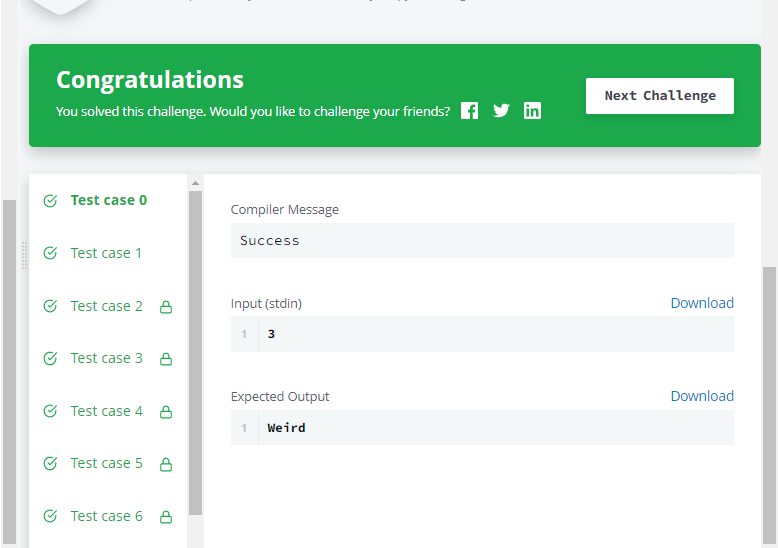 Congratulations
You solved this challenge. Would you like to challenge your friends?
Next Challenge
Test case 0
Test case 1
Test case 2
Test case 3
Test case 4
Test case 5
Test case 6
Compiler Message
Success
Input (stdin)
Download
1 3
Expected Output
Download
1 Weird